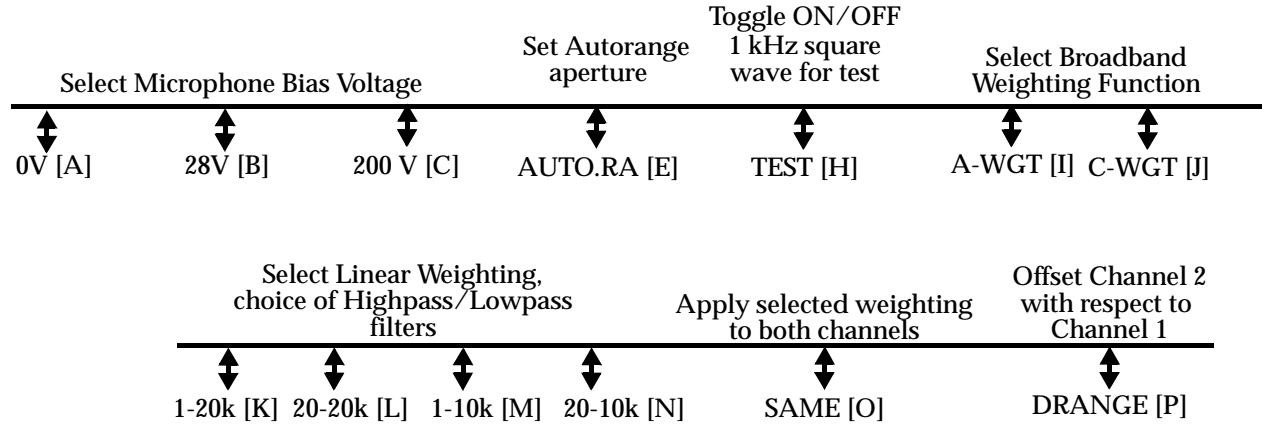 Select Microphone Bias Voltage
Set Autorange
aperture
Toggle ON/OFF
1 kHz square
wave for test
Select Broadband
Weighting Function
0V [A]
28V [B]
200 V [C]
AUTO.RA [E]
TEST [H]
A-WGT [I]
C-WGT [J]
Select Linear Weighting,
choice of Highpass/Lowpass
filters
Apply selected weighting
to both channels
Offset Channel 2
with respect to
Channel 1
1-20k [K]
20-20k [L]
1-10k [M]
20-10k [N]
SAME [O]
DRANGE [P]